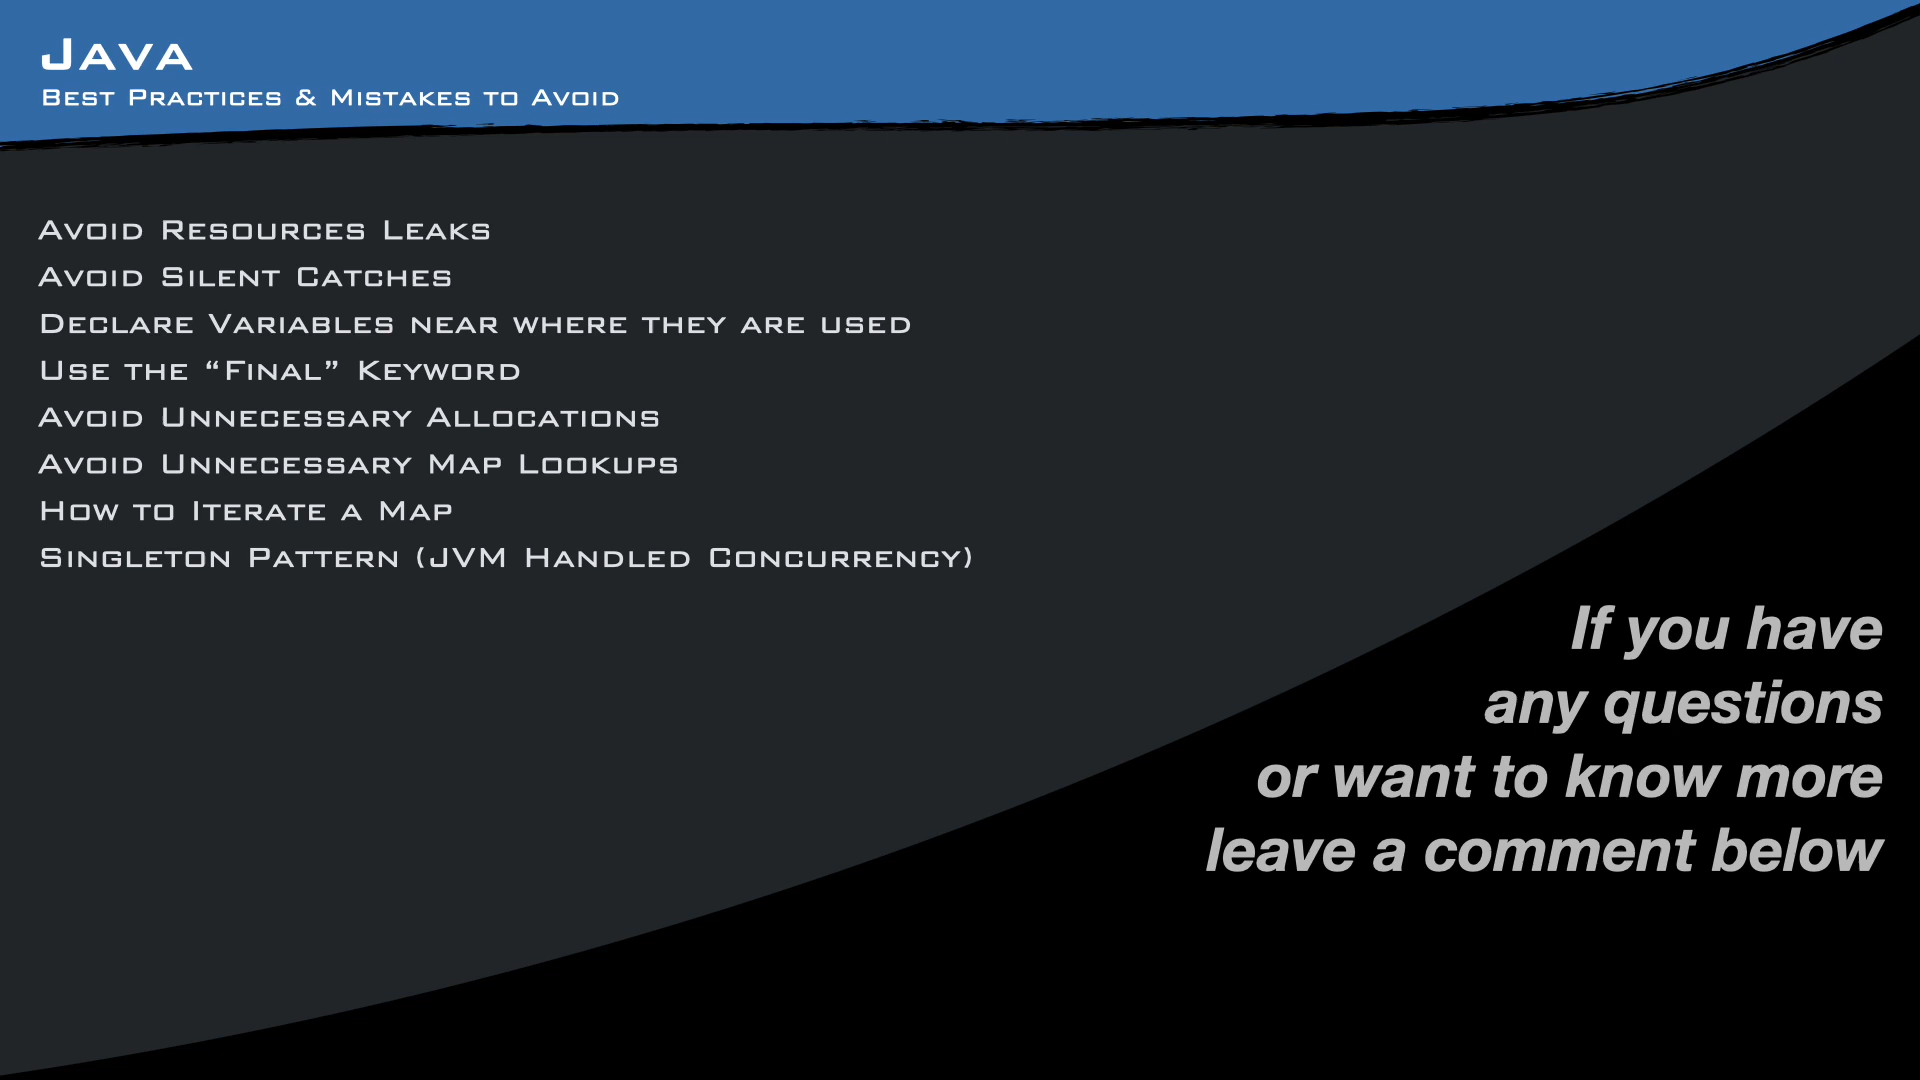 Java
Best Practices & Mistakes to Avoid
Avoid Resources Leaks
Avoid Silent Catches
Declare Variables near where they are used
Use the “Final” Keyword
Avoid Unnecessary Allocations
Avoid Unnecessary Map Lookups
How to Iterate a Map
Singleton Pattern (JVM Handled Concurrency)
If you have
any questions
or want to know more
leave a comment below